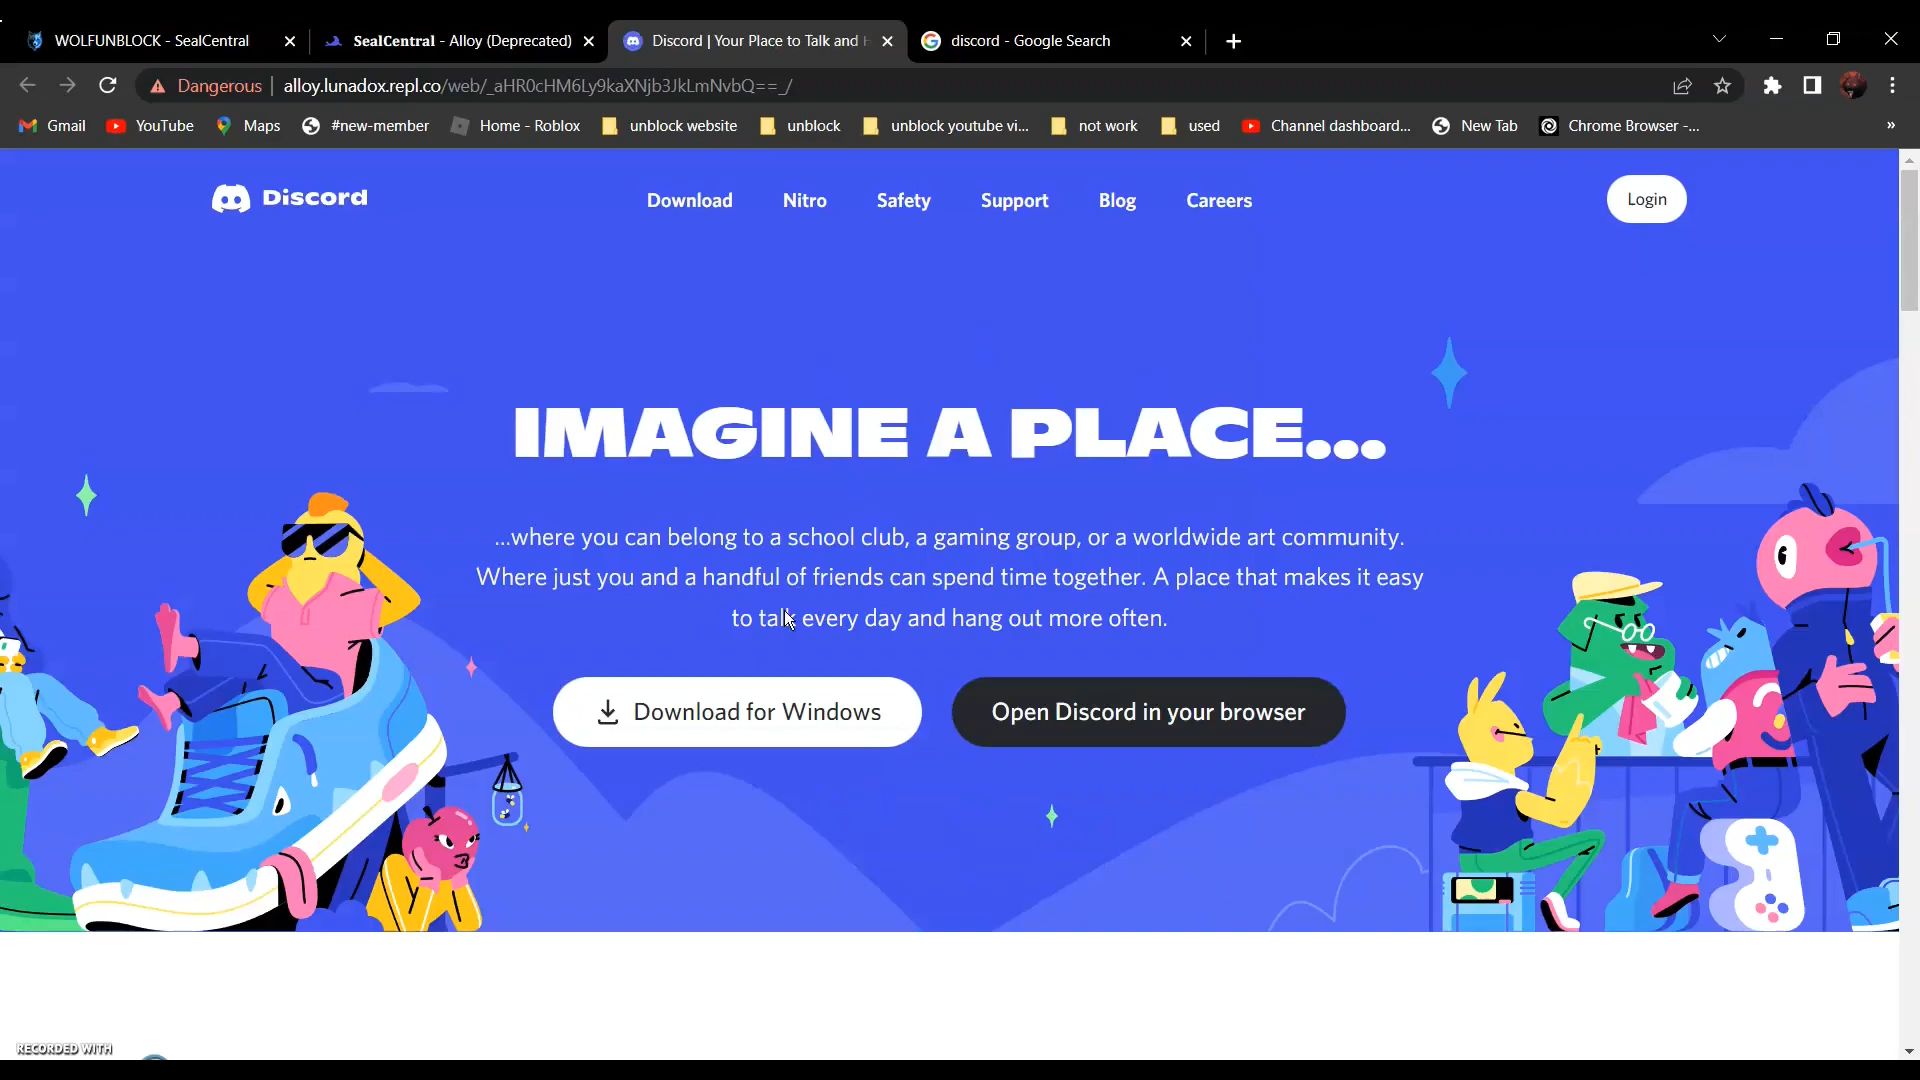 WOLFUNBLOCK - SealCentral
SealCentral - Alloy (Deprecated)
Discord | Your Place to Talk and H
discord - Google Search
Dangerous
alloy.lunadox.repl.co/web/_aHR0cHM6Ly9kaXNjb3JkLmNvbQ==_/
Gmail
YouTube
Maps
#new-member
Home - Roblox
unblock website
unblock
unblock youtube vi...
not work
used
Channel dashboard...
New Tab
Chrome Browser -...
»
Discord
Download
Nitro
Safety
Support
Blog
Careers
Login
IMAGINE A PLACE...
...where you can belong to a school club, a gaming group, or a worldwide art community.
Where just you and a handful of friends can spend time together. A place that makes it easy
to talk every day and hang out more often.
Download for Windows
Open Discord in your browser
RECORDED WITH